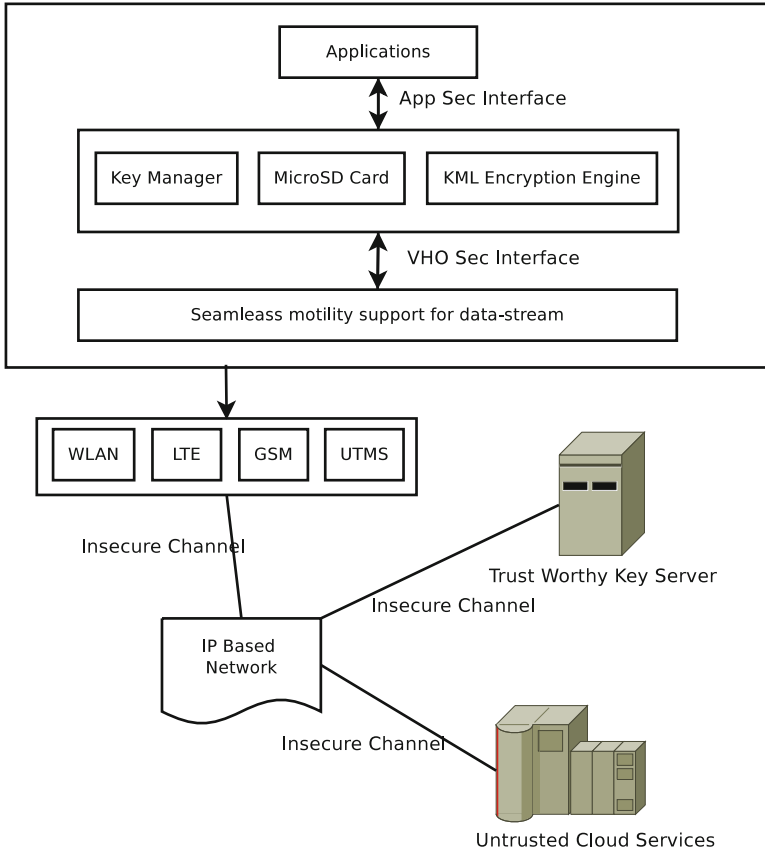 Applications
App Sec Interface
Key Manager
MicroSD Card
KML Encryption Engine
VHO Sec Interface
Seamleass motility support for data-stream
WLAN
LTE
GSM
UTMS
Insecure Channel
Trust Worthy Key Server
Insecure Channel
IP Based
Network
Insecure Channel
Untrusted Cloud Services